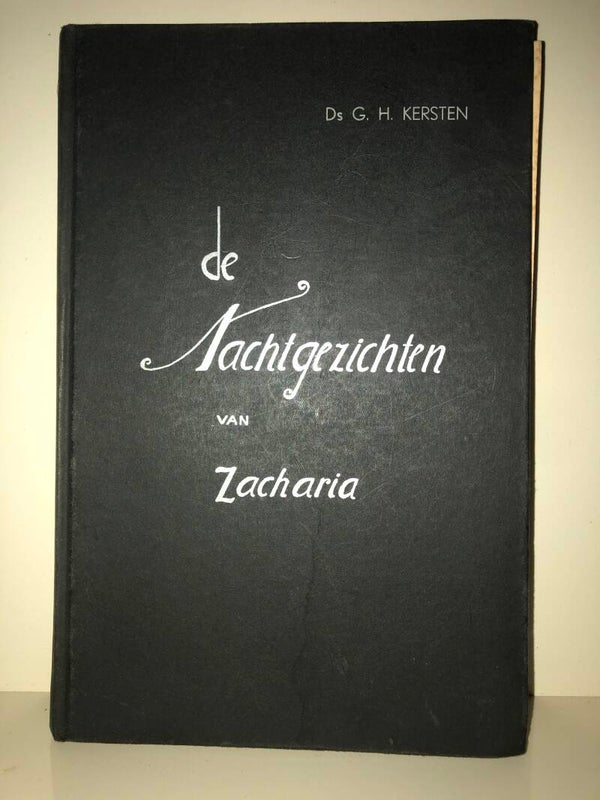 Ds G. H. KERSTEN
de
Nachtgezichten
VAN
Zacharia